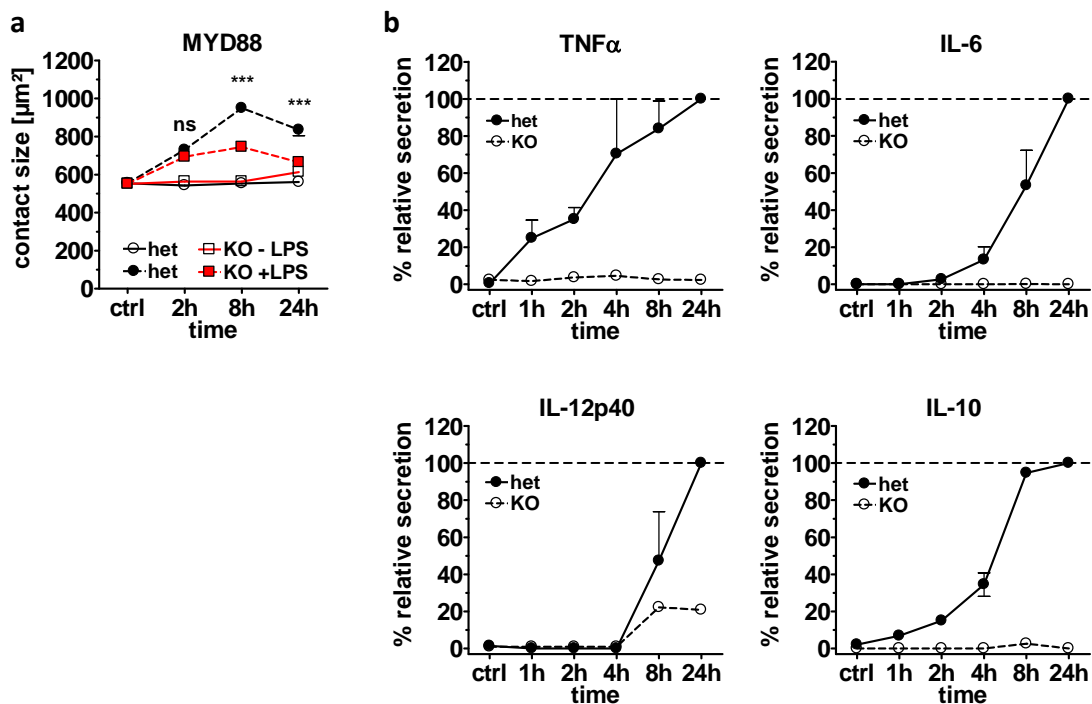 a
MYD88
contact size [µm²]
1200
1000
800
600
400
200
0
ns
***
***
het
het
KO - LPS
KO +LPS
ctrl 2h 8h 24h
time
b
TNFα
% relative secretion
120
100
80
60
40
20
0
het
KO
ctrl 1h 2h 4h 8h 24h
time
IL-6
% relative secretion
120
100
80
60
40
20
0
het
KO
ctrl 1h 2h 4h 8h 24h
time
IL-12p40
% relative secretion
120
100
80
60
40
20
0
het
KO
ctrl 1h 2h 4h 8h 24h
time
IL-10
% relative secretion
120
100
80
60
40
20
0
het
KO
ctrl 1h 2h 4h 8h 24h
time